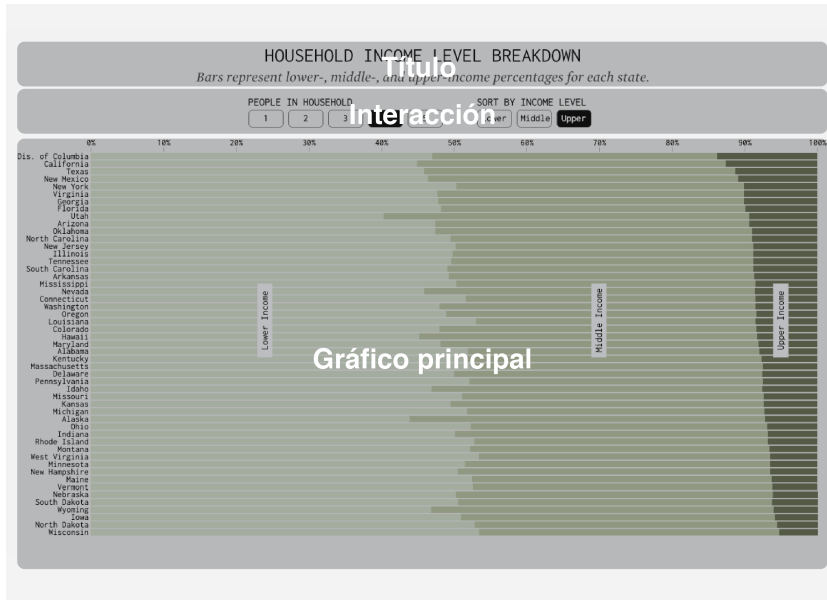 HOUSEHOLD INCOME LEVEL BREAKDOWN
Título
Bars represent lower-, middle-, and upper-income percentages for each state.
PEOPLE IN HOUSEHOLD
SORT BY INCOME LEVEL
Interacción
1 2 3
Lower Middle Upper
0% 10% 20% 30% 40% 50% 60% 70% 80% 90% 100%
Dis. of Columbia
California
Texas
New Mexico
New York
Virginia
Georgia
Florida
Utah
Arizona
Oklahoma
North Carolina
New Jersey
Illinois
Tennessee
South Carolina
Arkansas
Mississippi
Nevada
Connecticut
Washington
Oregon
Louisiana
Colorado
Hawaii
Maryland
Alabama
Kentucky
Massachusetts
Delaware
Pennsylvania
Idaho
Missouri
Kansas
Michigan
Alaska
Ohio
Indiana
Rhode Island
Montana
West Virginia
Minnesota
New Hampshire
Maine
Vermont
Nebraska
South Dakota
Wyoming
Iowa
North Dakota
Wisconsin
Lower Income
Middle Income
Upper Income
Gráfico principal